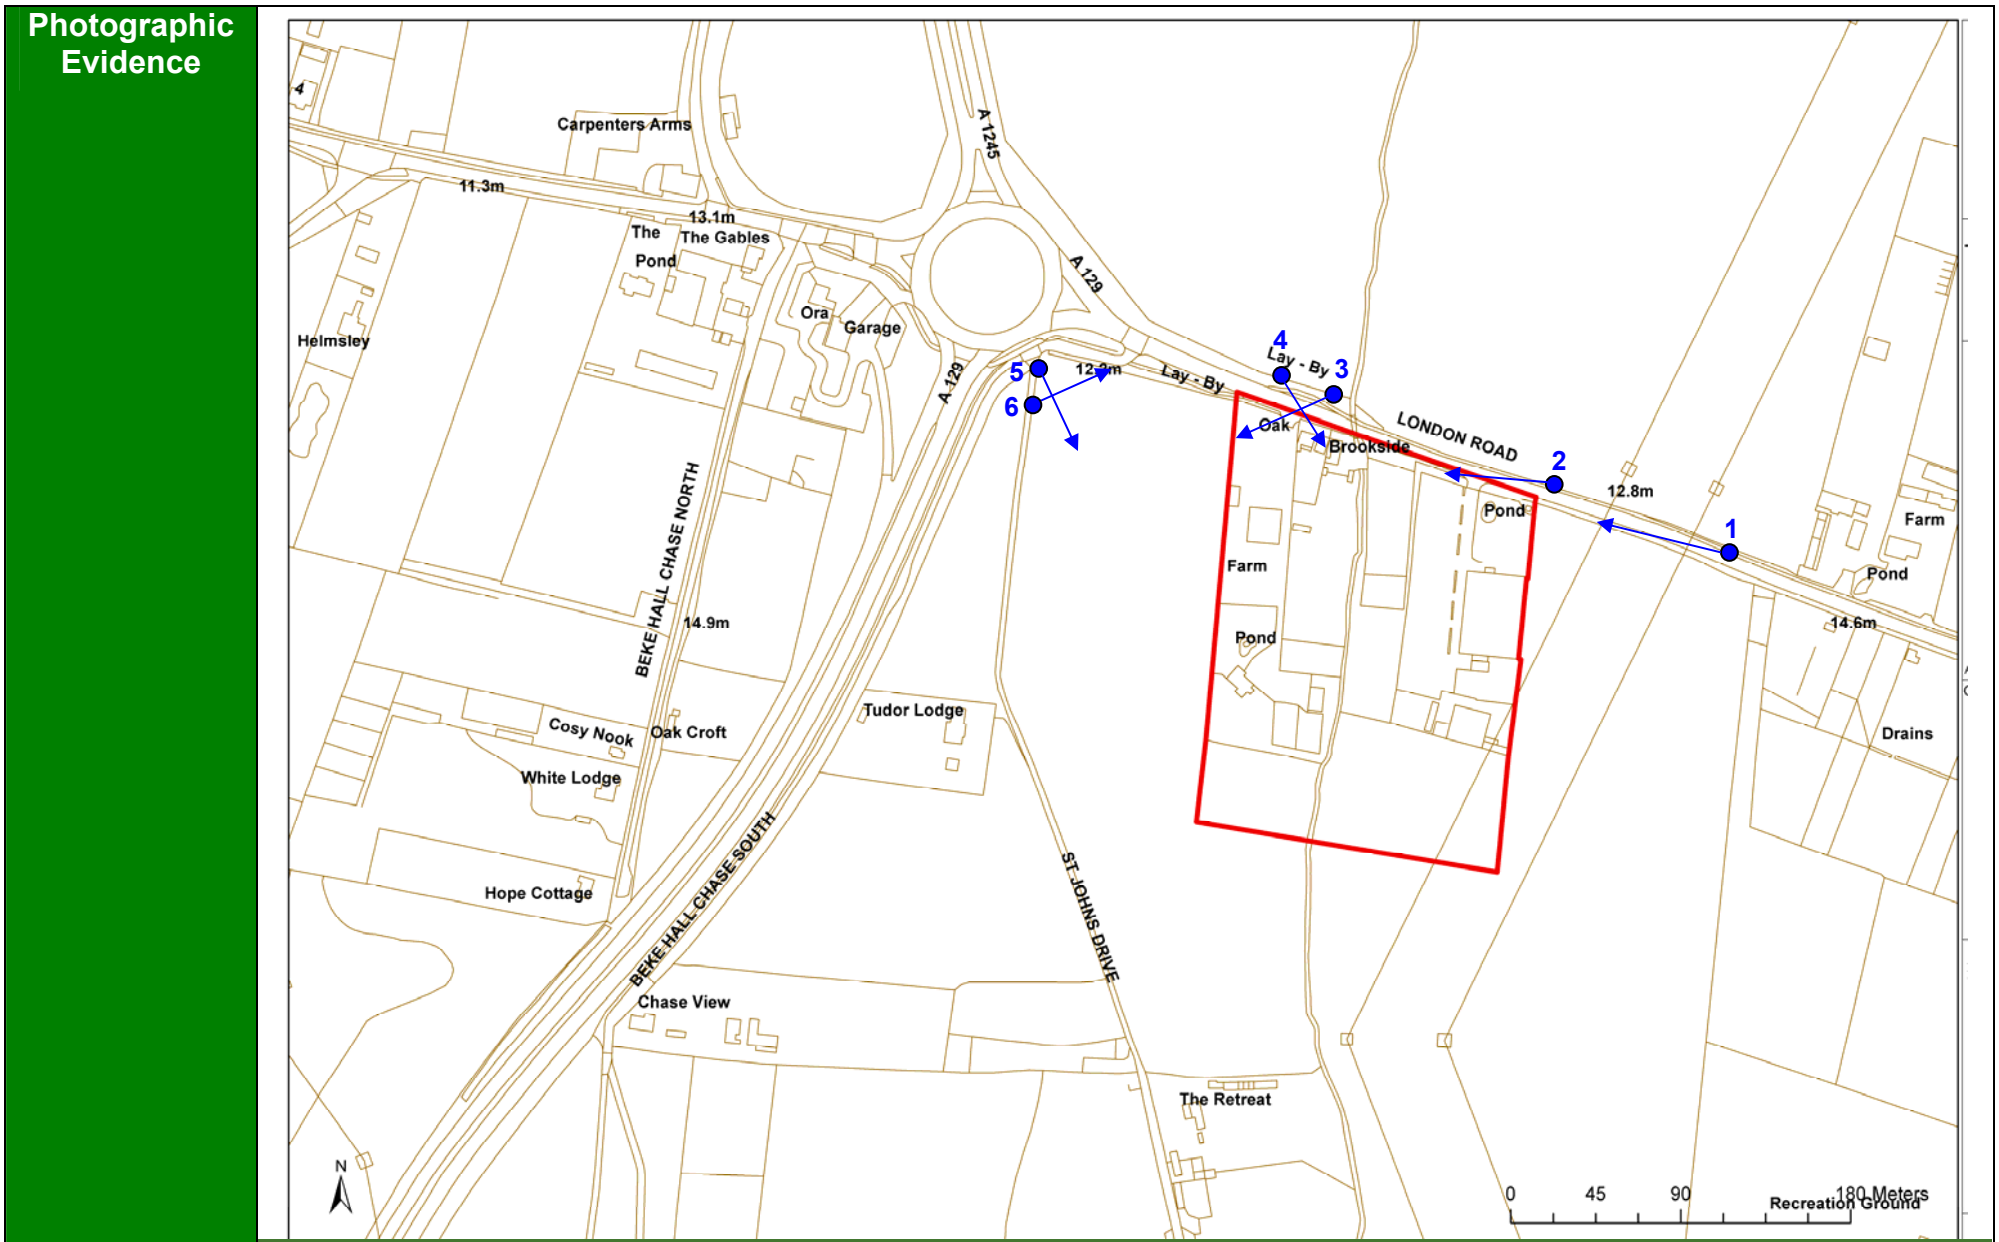 Photographic
Evidence
4
Carpenters Arms
A 1245
11.3m
13.1m
The
Pond
The Gables
A 129
Ora
Garage
Helmsley
4
Lay - By
3
5
12.2m
Lay - By
A 129
6
Oak
Brookside
LONDON ROAD
2
12.8m
Pond
1
Farm
Pond
BEKE HALL CHASE NORTH
Farm
14.9m
Pond
14.6m
Tudor Lodge
Cosy Nook
Oak Croft
Drains
White Lodge
BEKE HALL CHASE SOUTH
ST JOHNS DRIVE
Hope Cottage
Chase View
The Retreat
N
0 45 90 180 Meters
Recreation Ground